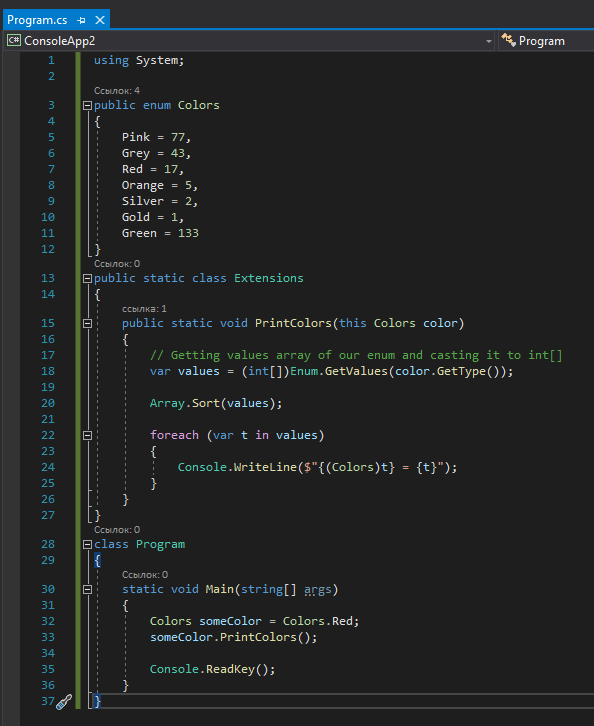 Program.cs
C# ConsoleApp2 Program
1 using System;
2
Ссылок: 4
3 public enum Colors
4 {
5 Pink = 77,
6 Grey = 43,
7 Red = 17,
8 Orange = 5,
9 Silver = 2,
10 Gold = 1,
11 Green = 133
12 }
Ссылок: 0
13 public static class Extensions
14 {
ссылка: 1
15 public static void PrintColors(this Colors color)
16 {
17 // Getting values array of our enum and casting it to int[]
18 var values = (int[])Enum.GetValues(color.GetType());
19
20 Array.Sort(values);
21
22 foreach (var t in values)
23 {
24 Console.WriteLine($"{(Colors)t} = {t}");
25 }
26 }
27 }
Ссылок: 0
28 class Program
29 {
Ссылок: 0
30 static void Main(string[] args)
31 {
32 Colors someColor = Colors.Red;
33 someColor.PrintColors();
34
35 Console.ReadKey();
36 }
37 }